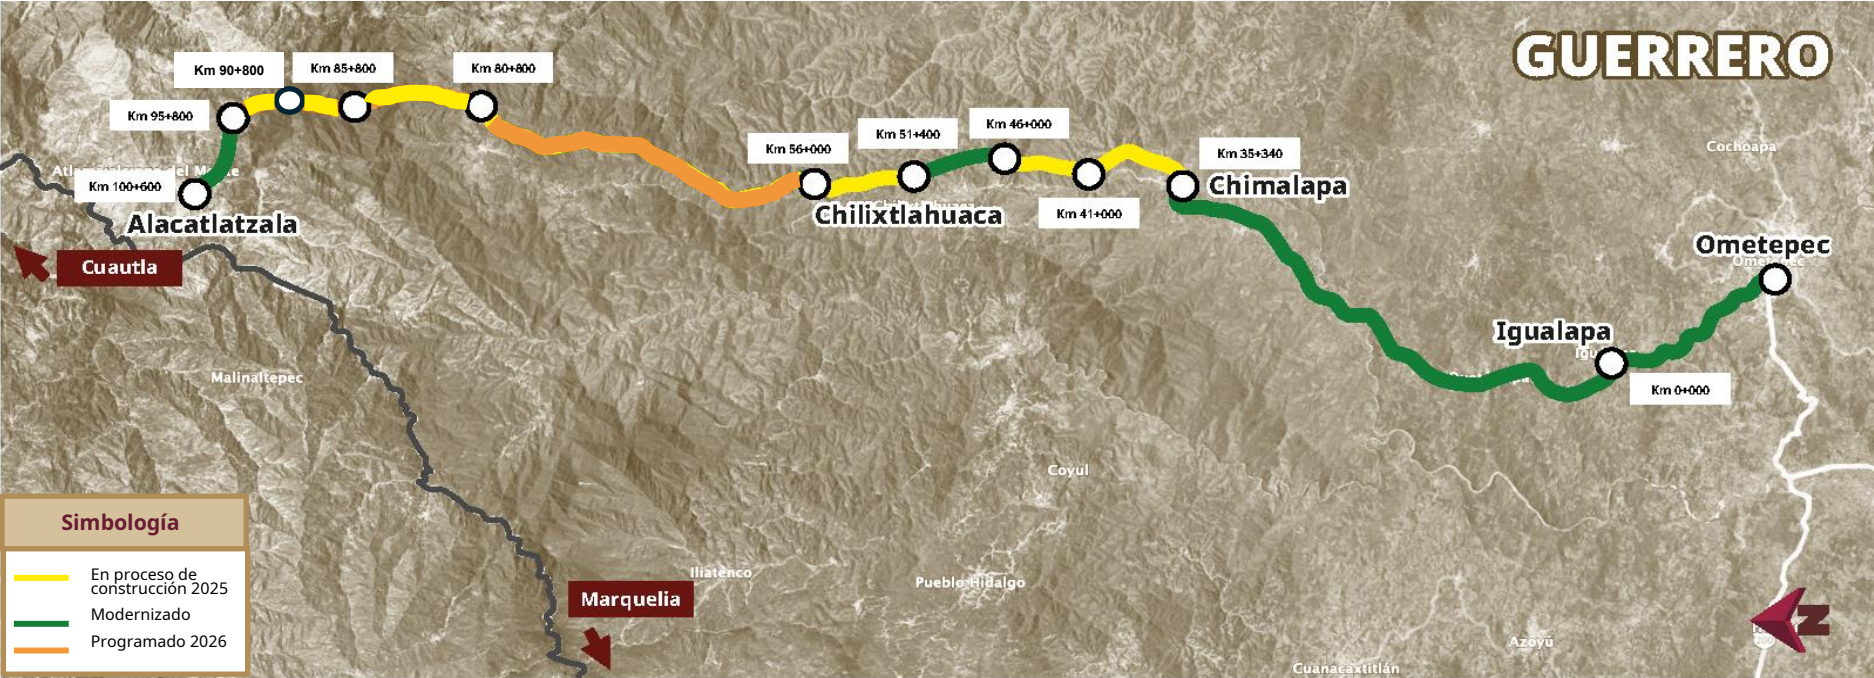 GUERRERO
Km 90+800
Km 85+800
Km 80+800
Km 95+800
Km 56+000
Km 51+400
Km 46+000
Km 35+340
Cochoapa
Km 100+600
Alacatlatzala
Chilixtlahuaca
Km 41+000
Chimalapa
Ometepec
Ometepec
Cuautla
Igualapa
Km 0+000
Malinaltepec
Coyul
Simbología
En proceso de
construcción 2025
Modernizado
Programado 2026
Iliatenco
Pueblo Hidalgo
Marquelia
Azoyú
Cuanacaxtitlán
N